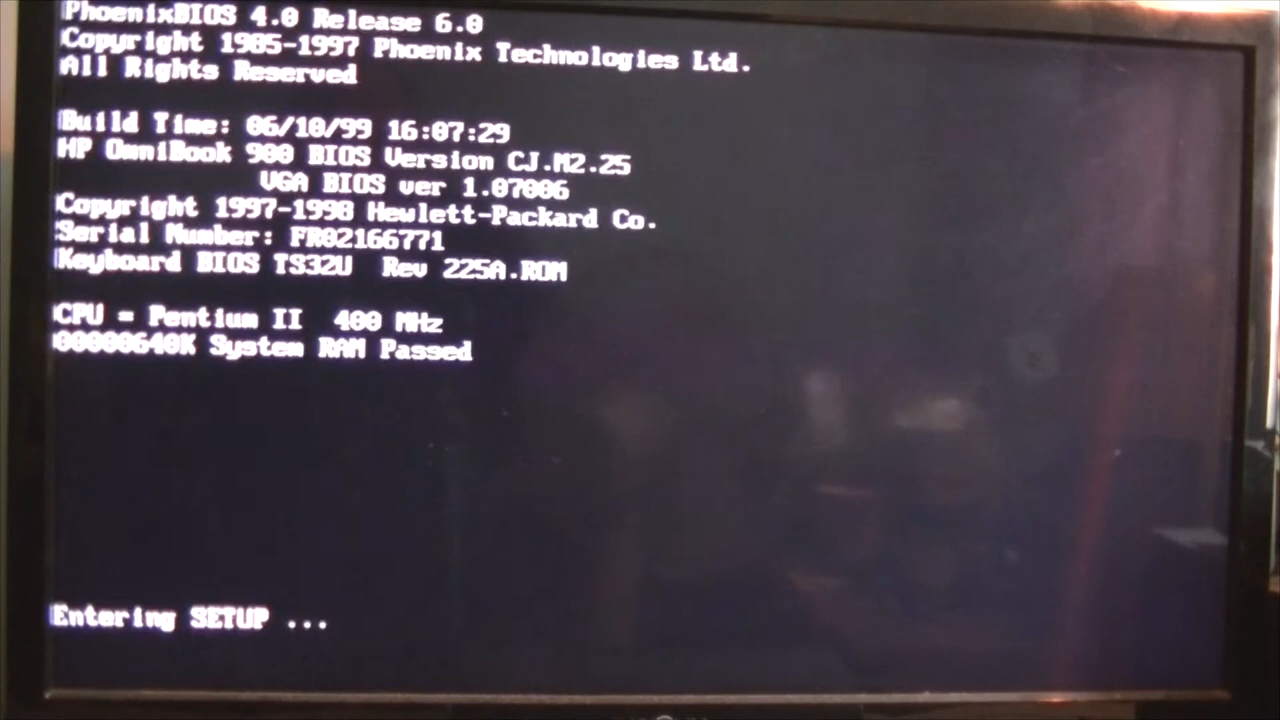 PhoenixBIOS 4.0 Release 6.0
Copyright 1985-1997 Phoenix Technologies Ltd.
All Rights Reserved
Build Time: 06/10/99 16:07:29
HP OmniBook 900 BIOS Version CJ.M2.25
VGA BIOS ver 1.07006
Copyright 1997-1998 Hewlett-Packard Co.
Serial Number: FR02166771
Keyboard BIOS TS32U Rev 225A.ROM
CPU = Pentium II 400 MHz
00000640K System RAM Passed
Entering SETUP ...